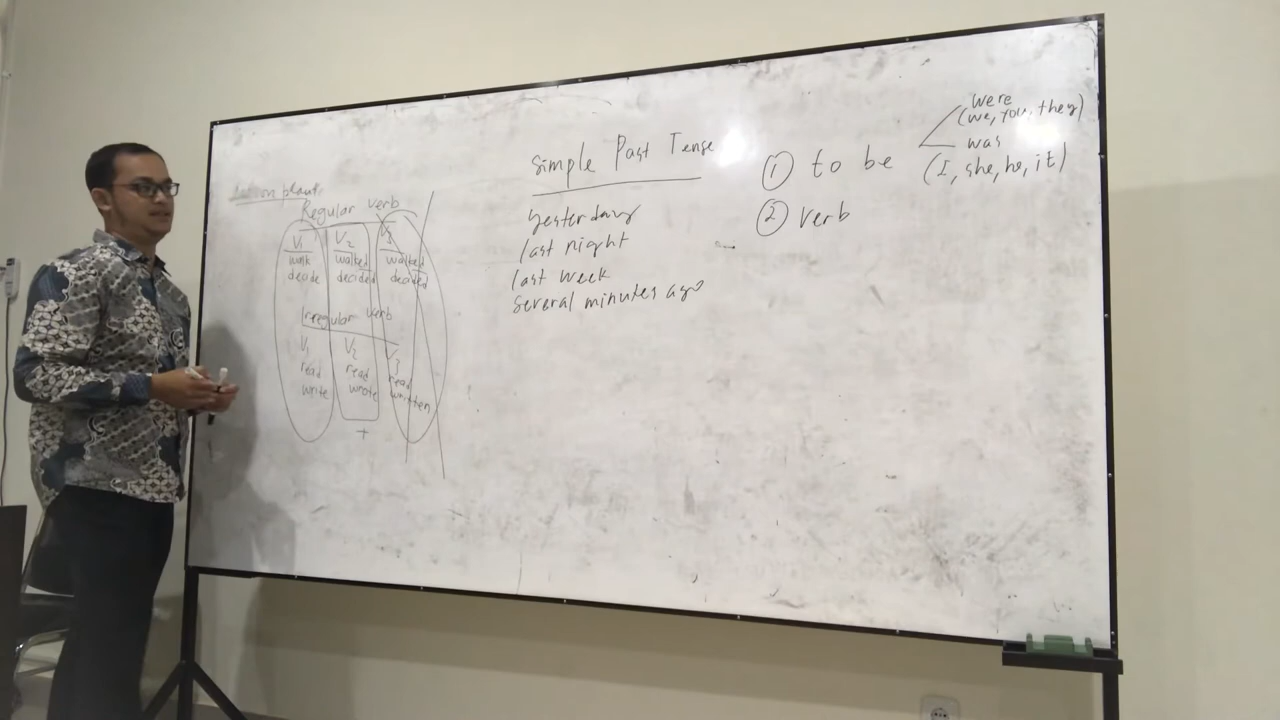 Regular verb
V1 V2 V3
walk walked walked
decide decided decided
Irregular verb
V1 V2 V3
read read read
write wrote written
+
Simple Past Tense
yesterday
last night
last week
several minutes ago
① to be
were
(we, you, they)
was
(I, she, he, it)
② verb